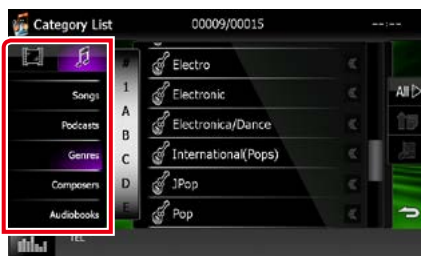 Category List 00009/00015 --:--
# Electro
Songs 1 Electronic All
Podcasts A Electronica/Dance
B
Genres C International(Pops)
Composers D JPop
Audiobooks E Pop
TEL